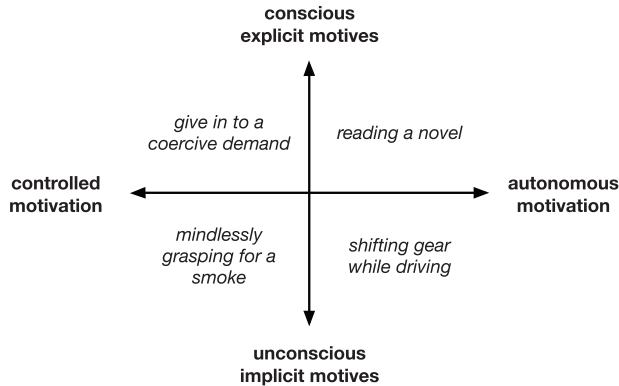 conscious
explicit motives
give in to a
coercive demand
reading a novel
controlled
motivation
autonomous
motivation
mindlessly
grasping for a
smoke
shifting gear
while driving
unconscious
implicit motives